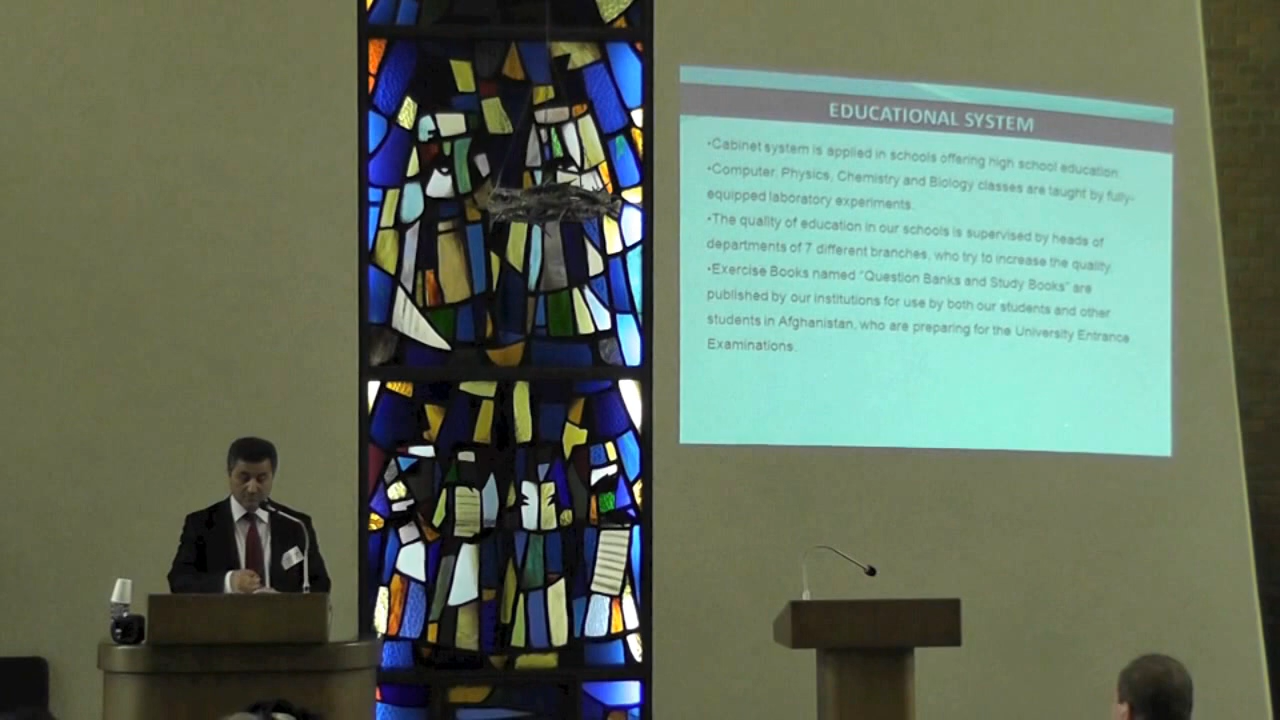 EDUCATIONAL SYSTEM
•Cabinet system is applied in schools offering high school education.
•Computer, Physics, Chemistry and Biology classes are taught by fully-
equipped laboratory experiments.
•The quality of education in our schools is supervised by heads of
departments of 7 different branches, who try to increase the quality.
•Exercise Books named "Question Banks and Study Books" are
published by our institutions for use by both our students and other
students in Afghanistan, who are preparing for the University Entrance
Examinations.